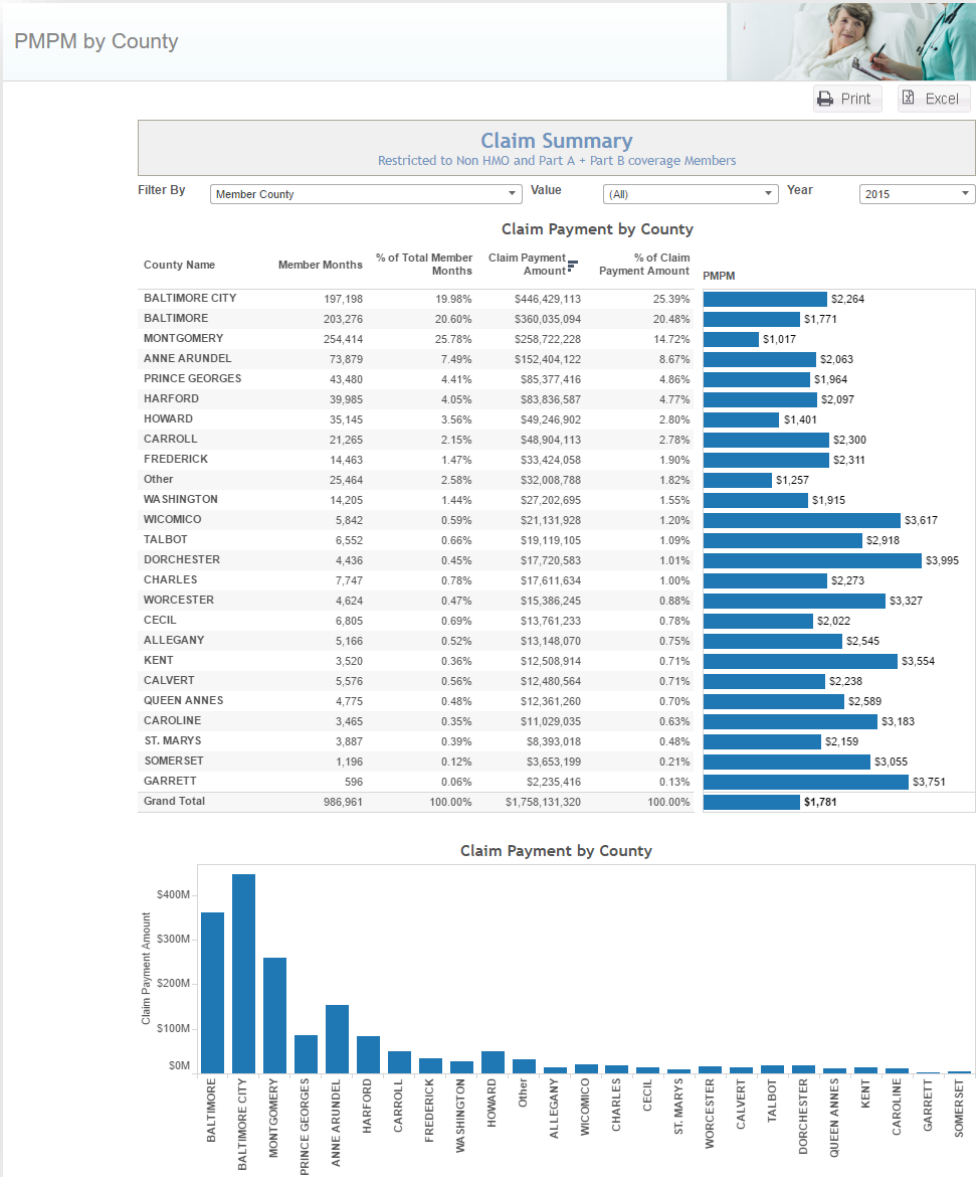 PMPM by County
Print Excel
Claim Summary
Restricted to Non HMO and Part A + Part B coverage Members
Filter By Member County Value (All) Year 2015
Claim Payment by County
County Name Member Months % of Total Member Months Claim Payment Amount % of Claim Payment Amount PMPM
BALTIMORE CITY 197,198 19.98% $446,429,113 25.39% $2,264
BALTIMORE 203,276 20.60% $360,035,094 20.48% $1,771
MONTGOMERY 254,414 25.78% $258,722,228 14.72% $1,017
ANNE ARUNDEL 73,879 7.49% $152,404,122 8.67% $2,063
PRINCE GEORGES 43,480 4.41% $85,377,416 4.86% $1,964
HARFORD 39,985 4.05% $83,836,587 4.77% $2,097
HOWARD 35,145 3.56% $49,246,902 2.80% $1,401
CARROLL 21,265 2.15% $48,904,113 2.78% $2,300
FREDERICK 14,463 1.47% $33,424,058 1.90% $2,311
Other 25,464 2.58% $32,008,788 1.82% $1,257
WASHINGTON 14,205 1.44% $27,202,695 1.55% $1,915
WICOMICO 5,842 0.59% $21,131,928 1.20% $3,617
TALBOT 6,552 0.66% $19,119,105 1.09% $2,918
DORCHESTER 4,436 0.45% $17,720,583 1.01% $3,995
CHARLES 7,747 0.78% $17,611,634 1.00% $2,273
WORCESTER 4,624 0.47% $15,386,245 0.88% $3,327
CECIL 6,805 0.69% $13,761,233 0.78% $2,022
ALLEGANY 5,166 0.52% $13,148,070 0.75% $2,545
KENT 3,520 0.36% $12,508,914 0.71% $3,554
CALVERT 5,576 0.56% $12,480,564 0.71% $2,238
QUEEN ANNES 4,775 0.48% $12,361,260 0.70% $2,589
CAROLINE 3,465 0.35% $11,029,035 0.63% $3,183
ST. MARYS 3,887 0.39% $8,393,018 0.48% $2,159
SOMERSET 1,196 0.12% $3,653,199 0.21% $3,055
GARRETT 596 0.06% $2,235,416 0.13% $3,751
Grand Total 986,961 100.00% $1,758,131,320 100.00% $1,781
Claim Payment by County
Claim Payment Amount
$400M
$300M
$200M
$100M
$0M
BALTIMORE
BALTIMORE CITY
MONTGOMERY
PRINCE GEORGES
ANNE ARUNDEL
HARFORD
CARROLL
FREDERICK
WASHINGTON
HOWARD
Other
ALLEGANY
WICOMICO
CHARLES
CECIL
ST. MARYS
WORCESTER
CALVERT
TALBOT
DORCHESTER
QUEEN ANNES
KENT
CAROLINE
GARRETT
SOMERSET